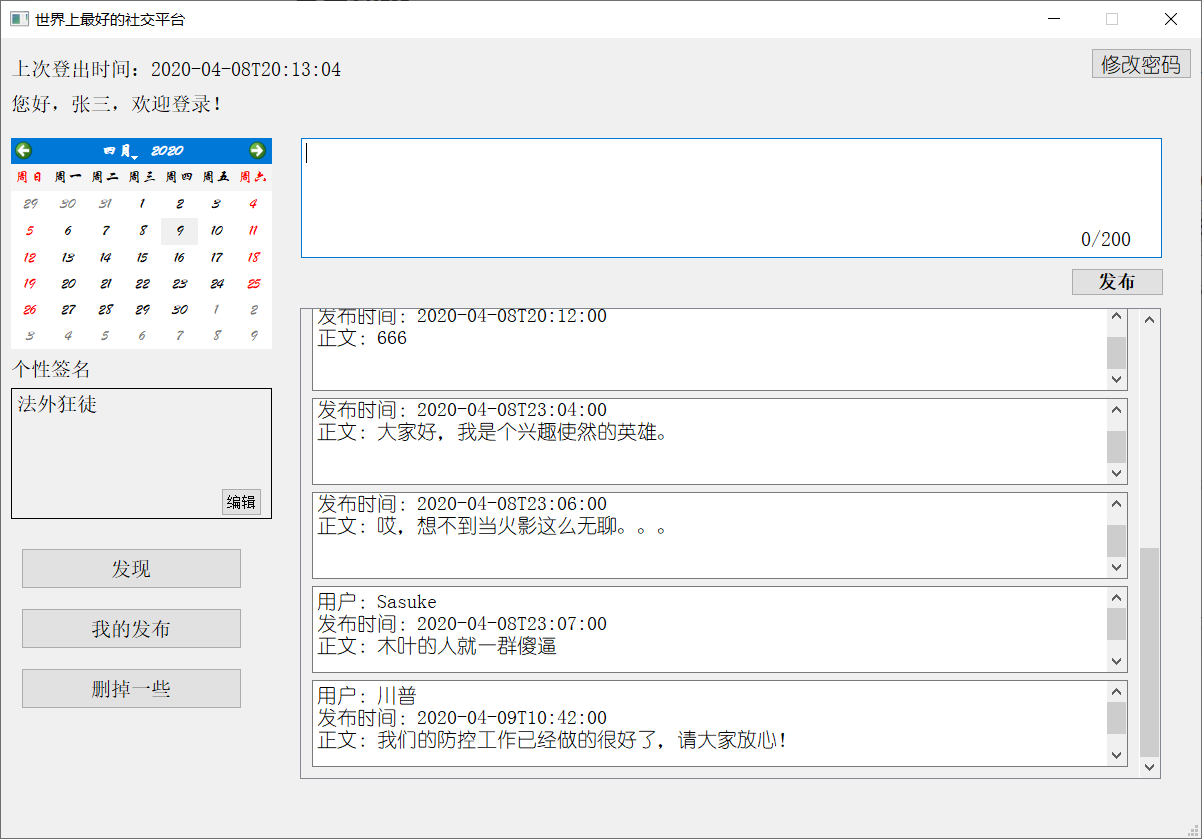 世界上最好的社交平台
上次登出时间：2020-04-08T20:13:04
修改密码
您好，张三，欢迎登录！
四月 2020
周日 周一 周二 周三 周四 周五 周六
29 30 31 1 2 3 4
5 6 7 8 9 10 11
12 13 14 15 16 17 18
19 20 21 22 23 24 25
26 27 28 29 30 1 2
3 4 5 6 7 8 9
个性签名
法外狂徒
编辑
发现
我的发布
删掉一些
0/200
发布
发布时间：2020-04-08T20:12:00
正文：666
发布时间：2020-04-08T23:04:00
正文：大家好，我是个兴趣使然的英雄。
发布时间：2020-04-08T23:06:00
正文：哎，想不到当火影这么无聊。。。
用户：Sasuke
发布时间：2020-04-08T23:07:00
正文：木叶的人就一群傻逼
用户：川普
发布时间：2020-04-09T10:42:00
正文：我们的防控工作已经做的很好了，请大家放心！